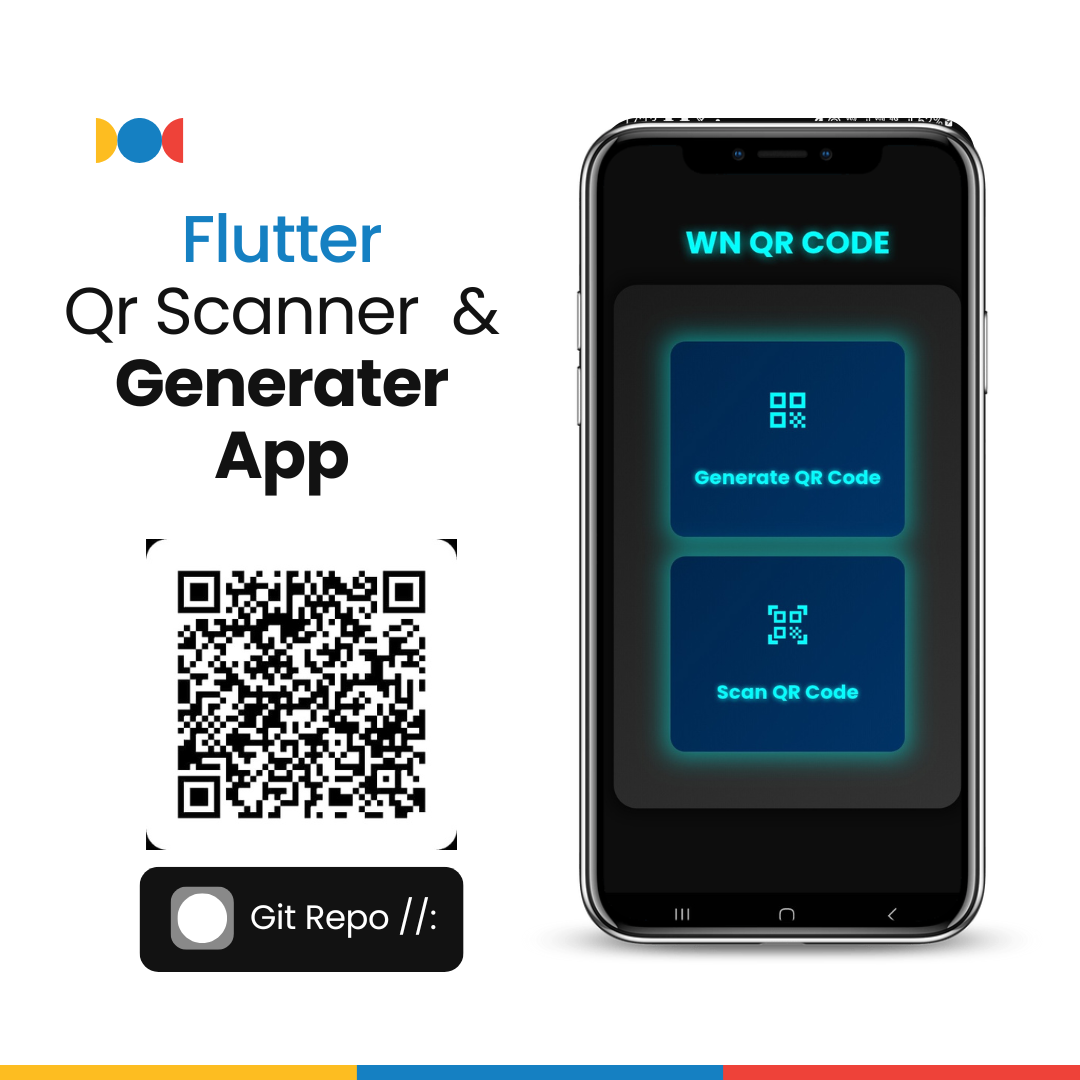 Flutter
Qr Scanner &
Generater
App
Git Repo //:
WN QR CODE
Generate QR Code
Scan QR Code